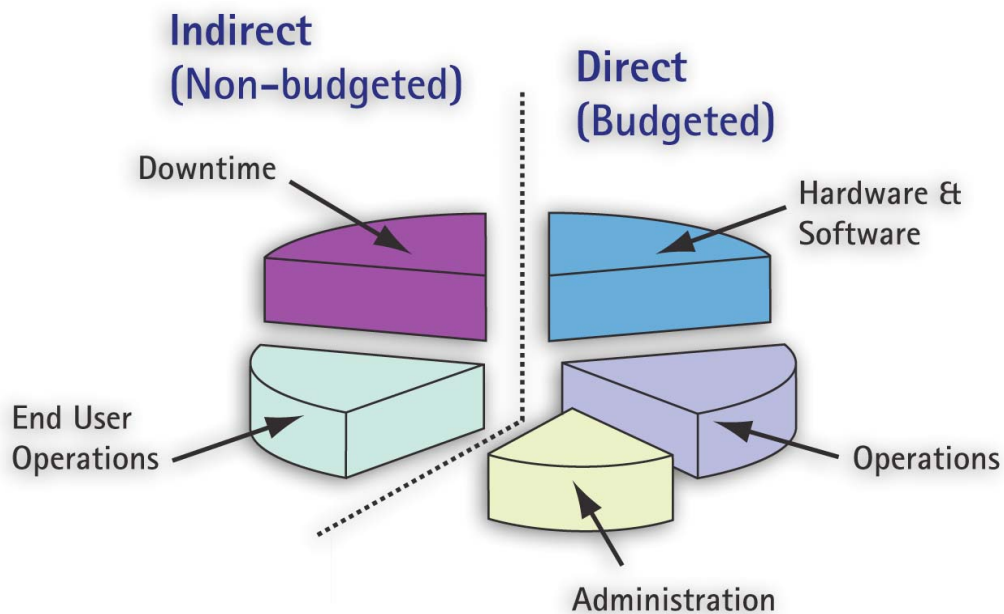 Indirect
(Non-budgeted)
Direct
(Budgeted)
Downtime
Hardware &
Software
End User
Operations
Operations
Administration